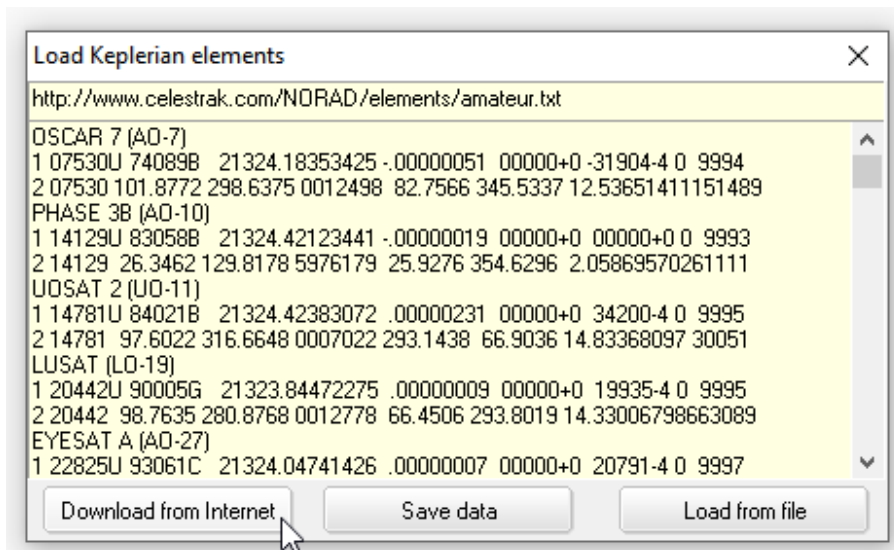 Load Keplerian elements
http://www.celestrak.com/NORAD/elements/amateur.txt
OSCAR 7 (AO-7)
1 07530U 74089B   21324.18353425 -.00000051  00000+0 -31904-4 0  9994
2 07530 101.8772 298.6375 0012498  82.7566 345.5337 12.53651411151489
PHASE 3B (AO-10)
1 14129U 83058B   21324.42123441 -.00000019  00000+0  00000+0 0  9993
2 14129  26.3462 129.8178 5976179  25.9276 354.6296  2.05869570261111
UOSAT 2 (UO-11)
1 14781U 84021B   21324.42383072  .00000231  00000+0  34200-4 0  9995
2 14781  97.6022 316.6648 0007022 293.1438  66.9036 14.83368097 30051
LUSAT (LO-19)
1 20442U 90005G   21323.84472275  .00000009  00000+0  19935-4 0  9995
2 20442  98.7635 280.8768 0012778  66.4506 293.8019 14.33006798663089
EYESAT A (AO-27)
1 22825U 93061C   21324.04741426  .00000007  00000+0  20791-4 0  9997
Download from Internet
Save data
Load from file